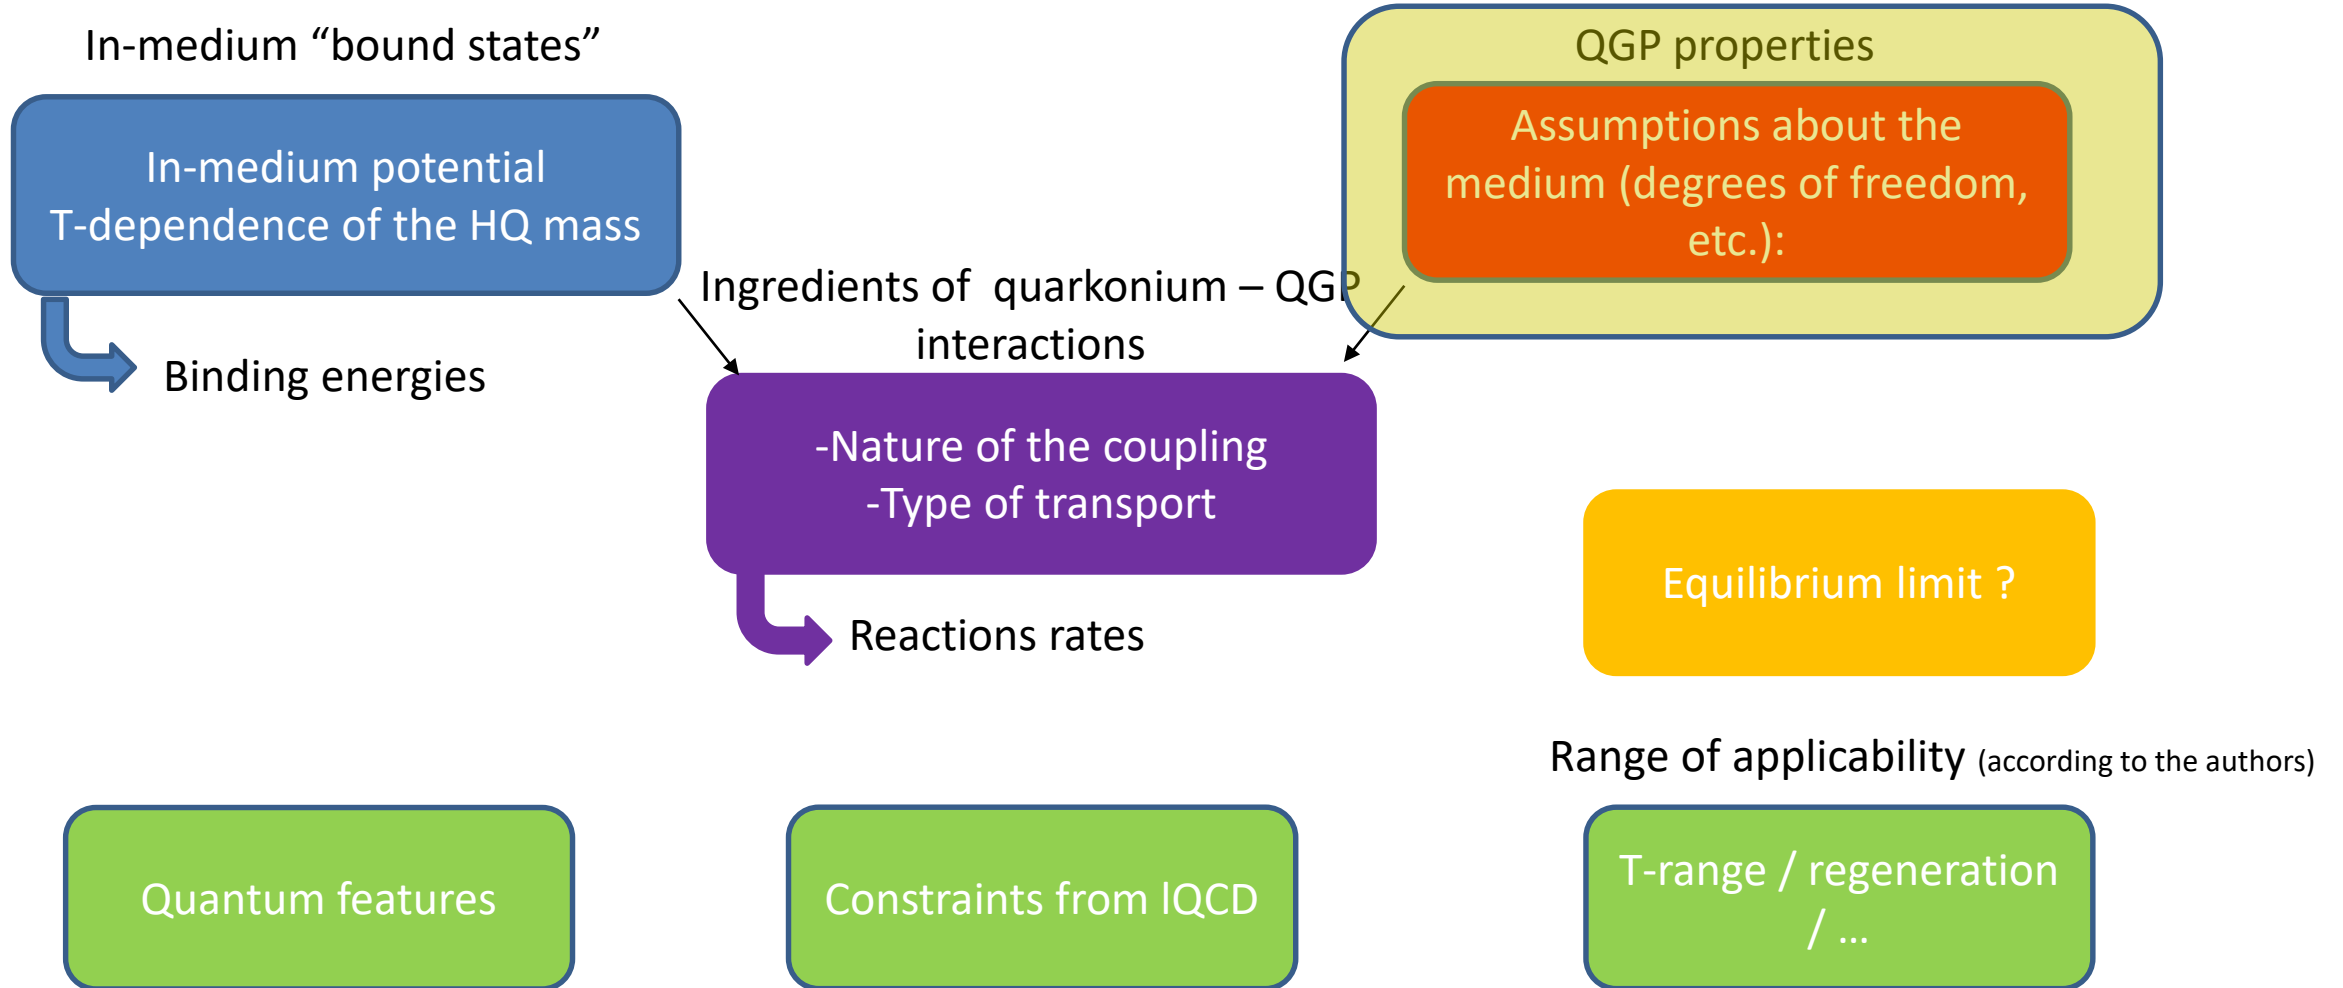 In-medium “bound states”
In-medium potential
T-dependence of the HQ mass
Binding energies
QGP properties
Assumptions about the
medium (degrees of freedom,
etc.):
Ingredients of  quarkonium – QGP
interactions
-Nature of the coupling
-Type of transport
Reactions rates
Equilibrium limit ?
Range of applicability (according to the authors)
Quantum features
Constraints from lQCD
T-range / regeneration
/ …